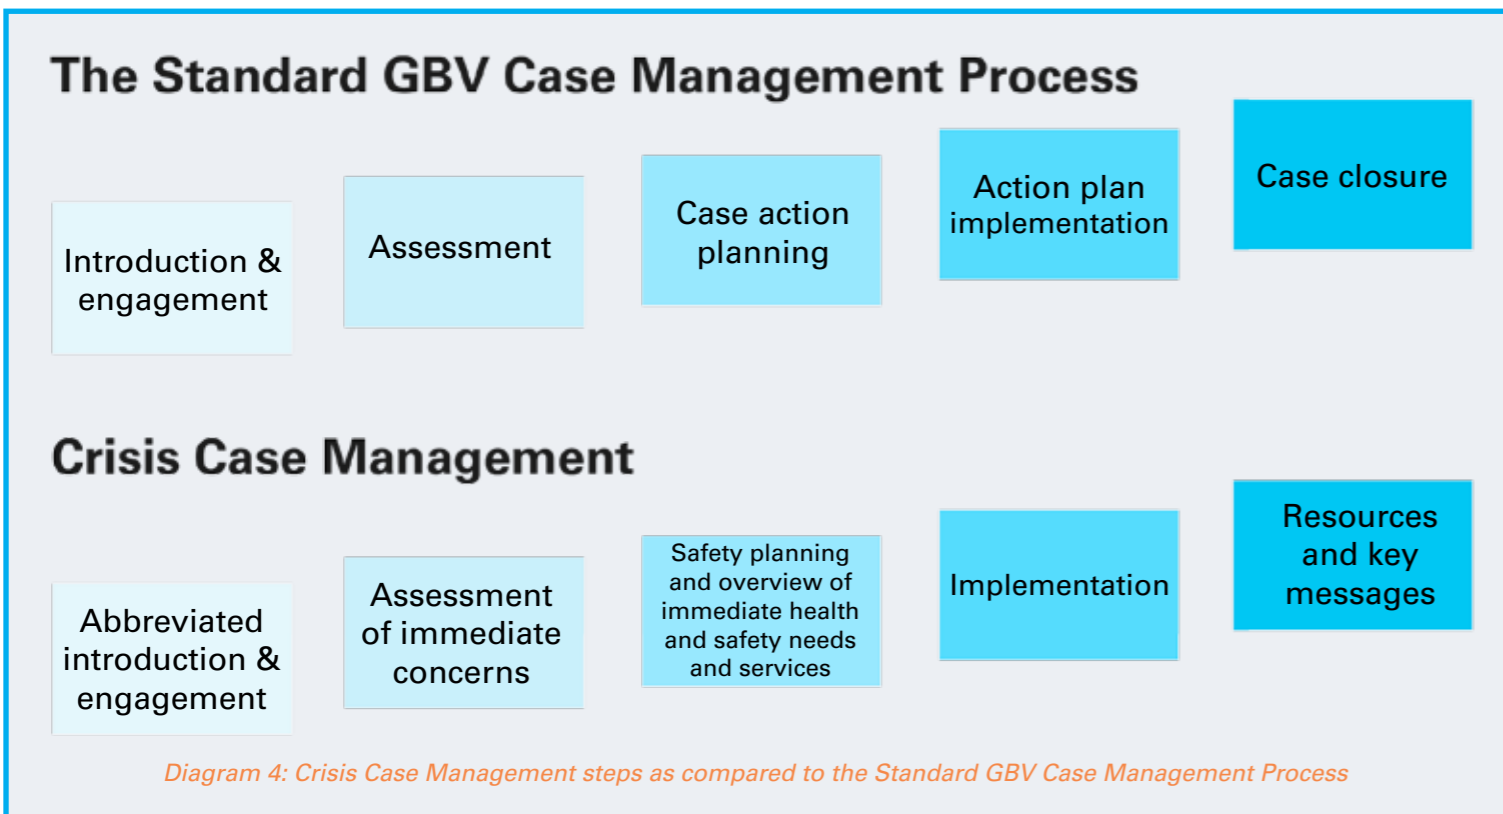 The Standard GBV Case Management Process
Introduction &
engagement
Assessment
Case action
planning
Action plan
implementation
Case closure
Crisis Case Management
Abbreviated
introduction &
engagement
Assessment
of immediate
concerns
Safety planning
and overview of
immediate health
and safety needs
and services
Implementation
Resources
and key
messages
Diagram 4: Crisis Case Management steps as compared to the Standard GBV Case Management Process